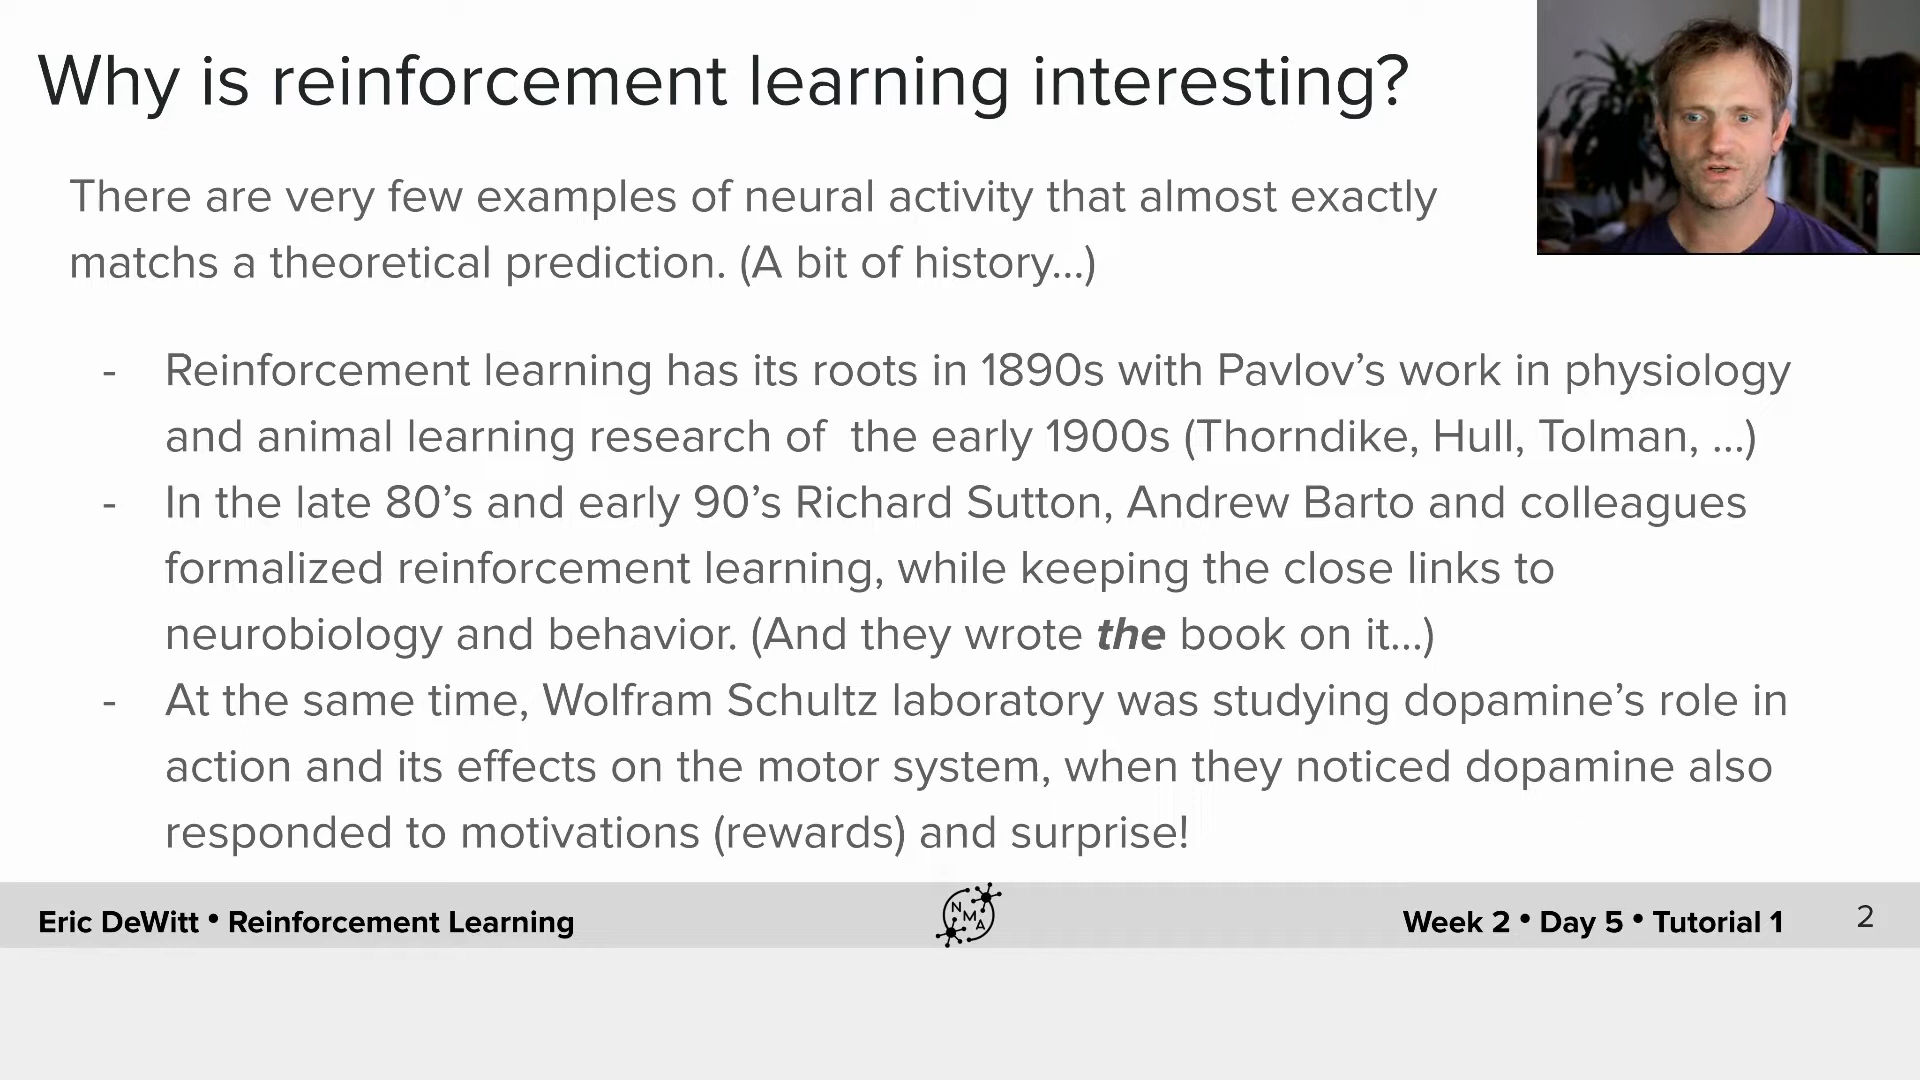 Why is reinforcement learning interesting?
There are very few examples of neural activity that almost exactly
matchs a theoretical prediction. (A bit of history...)
- Reinforcement learning has its roots in 1890s with Pavlov’s work in physiology
and animal learning research of  the early 1900s (Thorndike, Hull, Tolman, ...)
- In the late 80’s and early 90’s Richard Sutton, Andrew Barto and colleagues
formalized reinforcement learning, while keeping the close links to
neurobiology and behavior. (And they wrote the book on it...)
- At the same time, Wolfram Schultz laboratory was studying dopamine’s role in
action and its effects on the motor system, when they noticed dopamine also
responded to motivations (rewards) and surprise!
Eric DeWitt • Reinforcement Learning
NMA
Week 2 • Day 5 • Tutorial 1
2